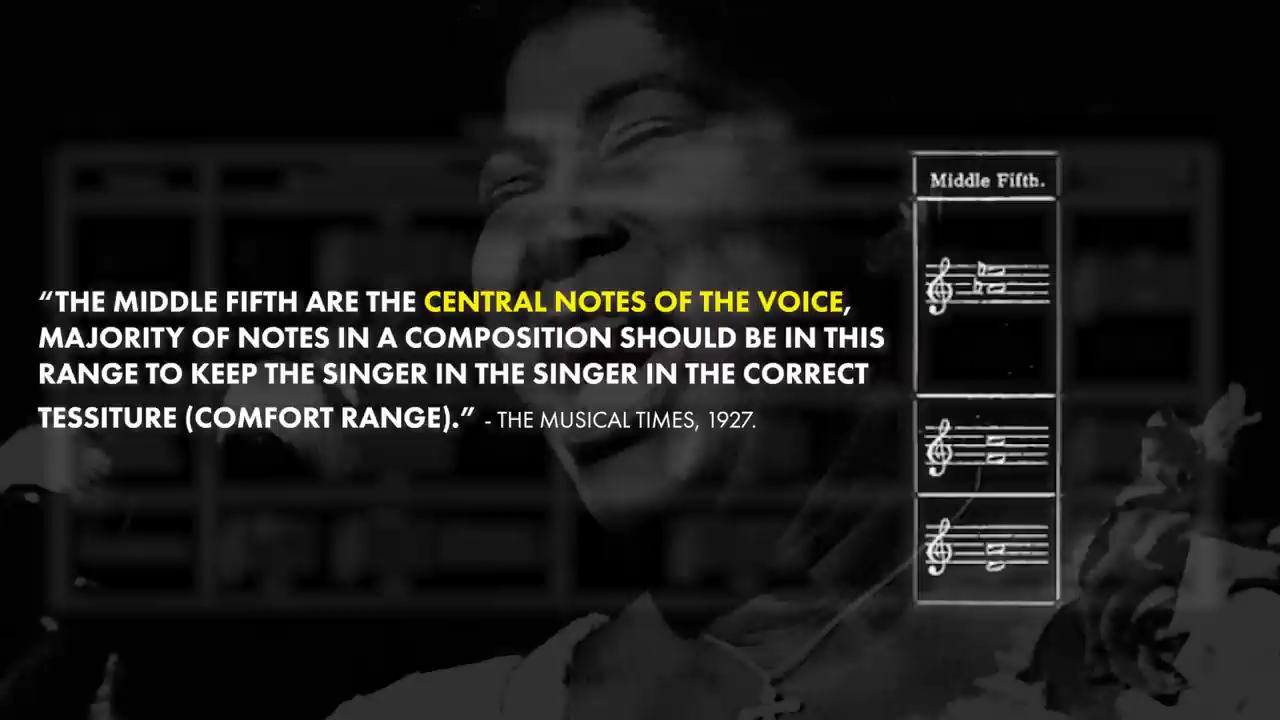 “THE MIDDLE FIFTH ARE THE CENTRAL NOTES OF THE VOICE,
MAJORITY OF NOTES IN A COMPOSITION SHOULD BE IN THIS
RANGE TO KEEP THE SINGER IN THE SINGER IN THE CORRECT
TESSITURE (COMFORT RANGE).” - THE MUSICAL TIMES, 1927.
Middle Fifth.